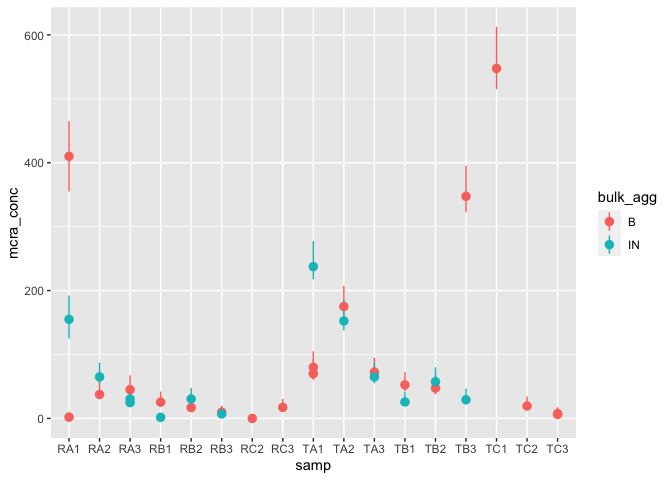 600
400
200
0
mcra_conc
RA1 RA2 RA3 RB1 RB2 RB3 RC2 RC3 TA1 TA2 TA3 TB1 TB2 TB3 TC1 TC2 TC3
samp
bulk_agg
B
IN